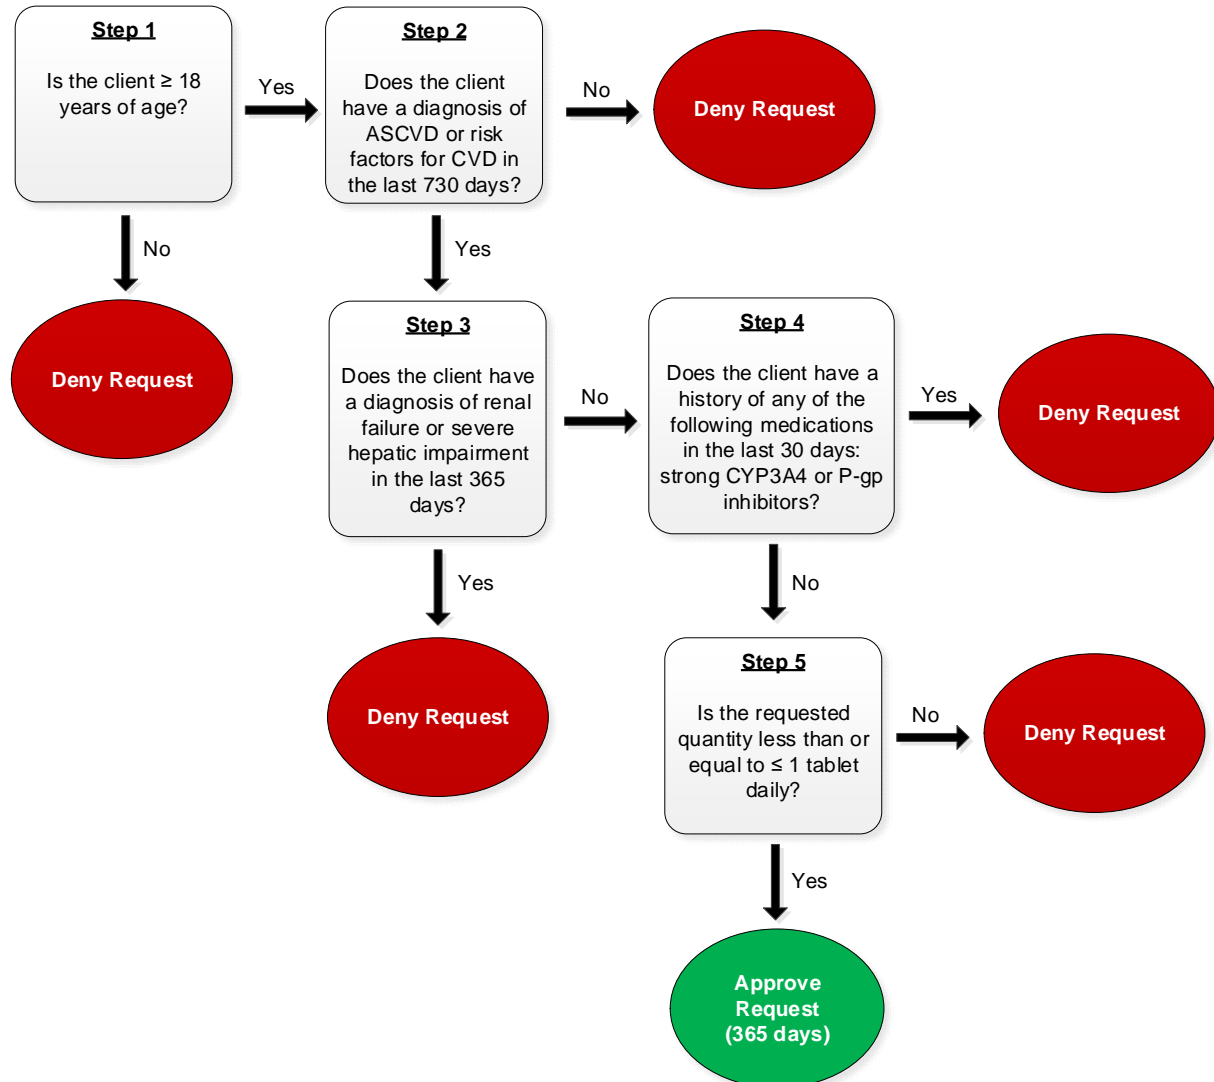 Step 1
Is the client ≥ 18
years of age?
Yes
No
Deny Request
Step 2
Does the client
have a diagnosis of
ASCVD or risk
factors for CVD in
the last 730 days?
No
Deny Request
Yes
Step 3
Does the client have
a diagnosis of renal
failure or severe
hepatic impairment
in the last 365
days?
No
Yes
Deny Request
Step 4
Does the client have a
history of any of the
following medications
in the last 30 days:
strong CYP3A4 or P-gp
inhibitors?
Yes
Deny Request
No
Step 5
Is the requested
quantity less than or
equal to ≤ 1 tablet
daily?
No
Deny Request
Yes
Approve
Request
(365 days)